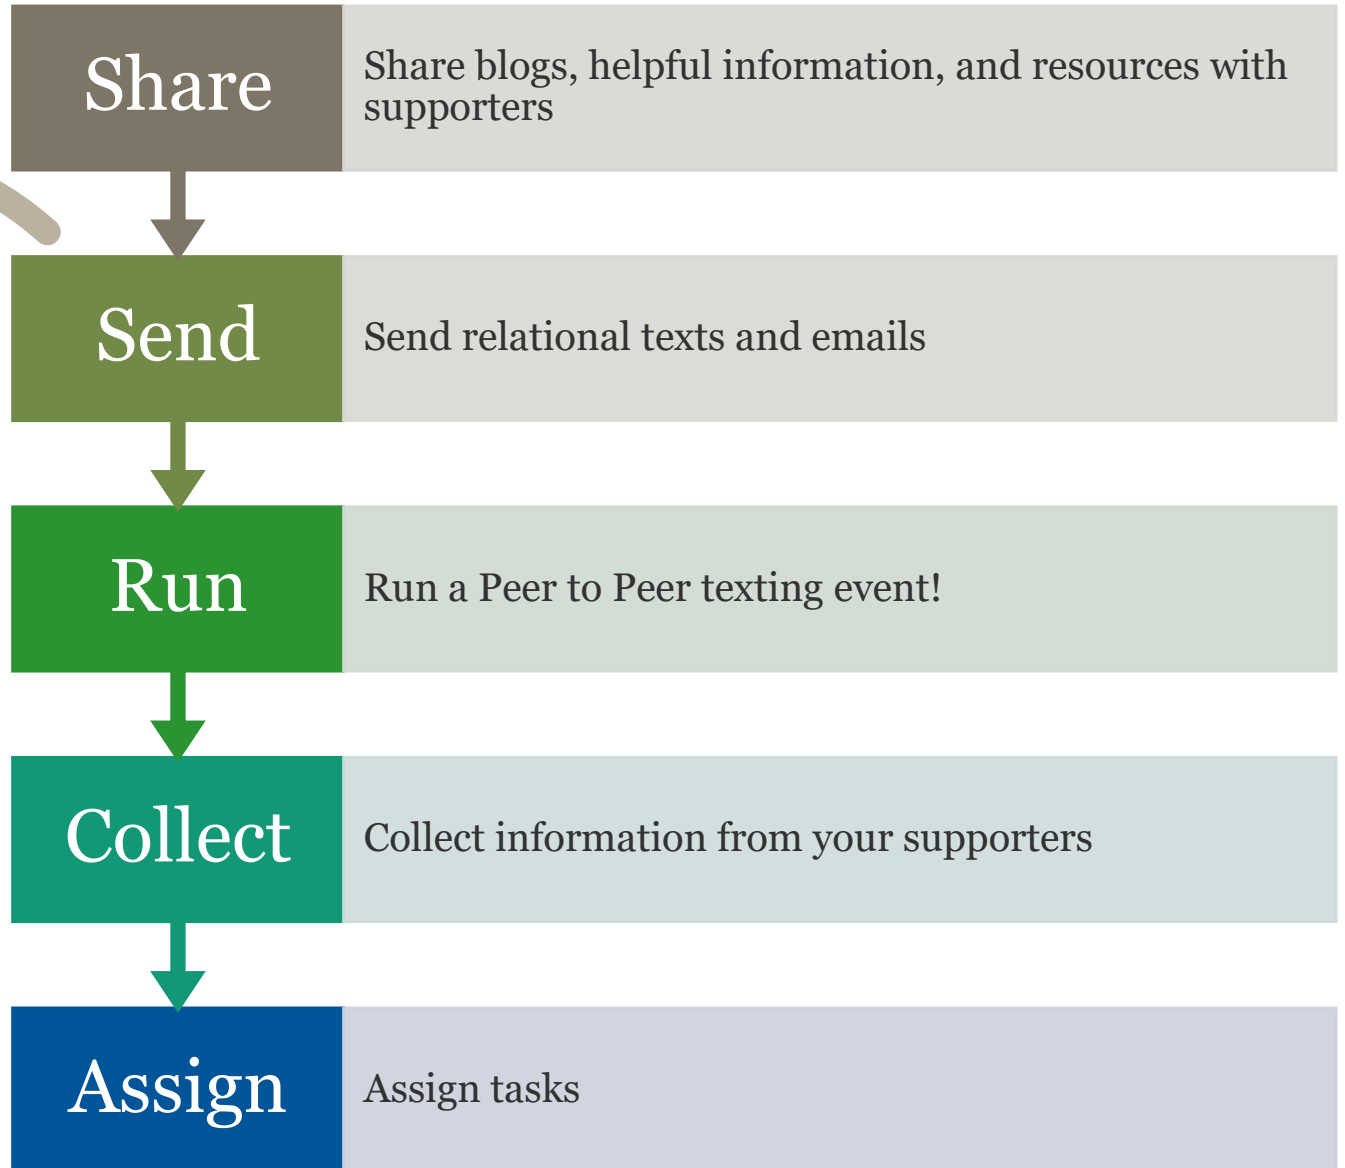 Share
Share blogs, helpful information, and resources with
supporters
Send
Send relational texts and emails
Run
Run a Peer to Peer texting event!
Collect
Collect information from your supporters
Assign
Assign tasks